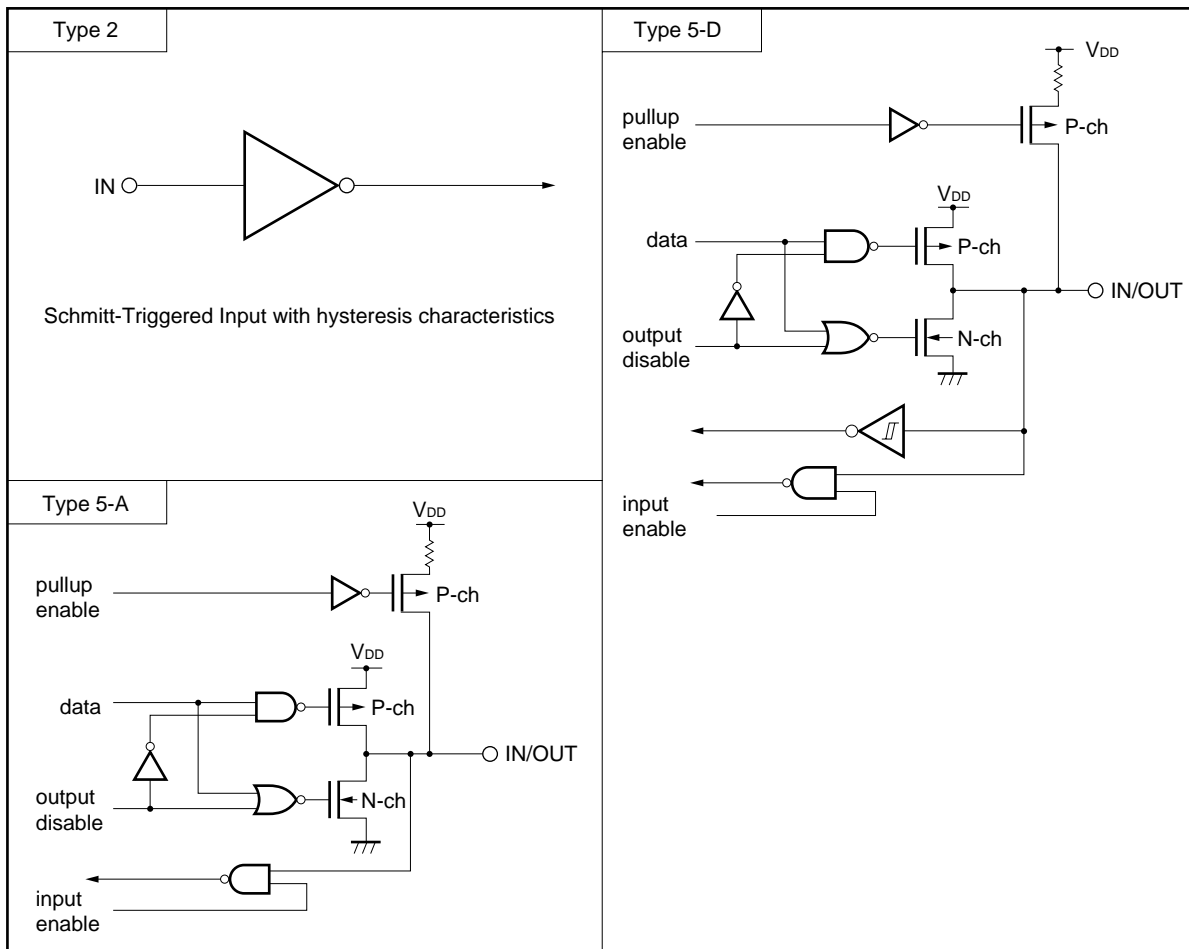 Type 2
IN
Schmitt-Triggered Input with hysteresis characteristics
Type 5-A
VDD
pullup
enable
P-ch
VDD
data
P-ch
IN/OUT
output
disable
N-ch
input
enable
Type 5-D
VDD
pullup
enable
P-ch
VDD
data
P-ch
IN/OUT
output
disable
N-ch
input
enable